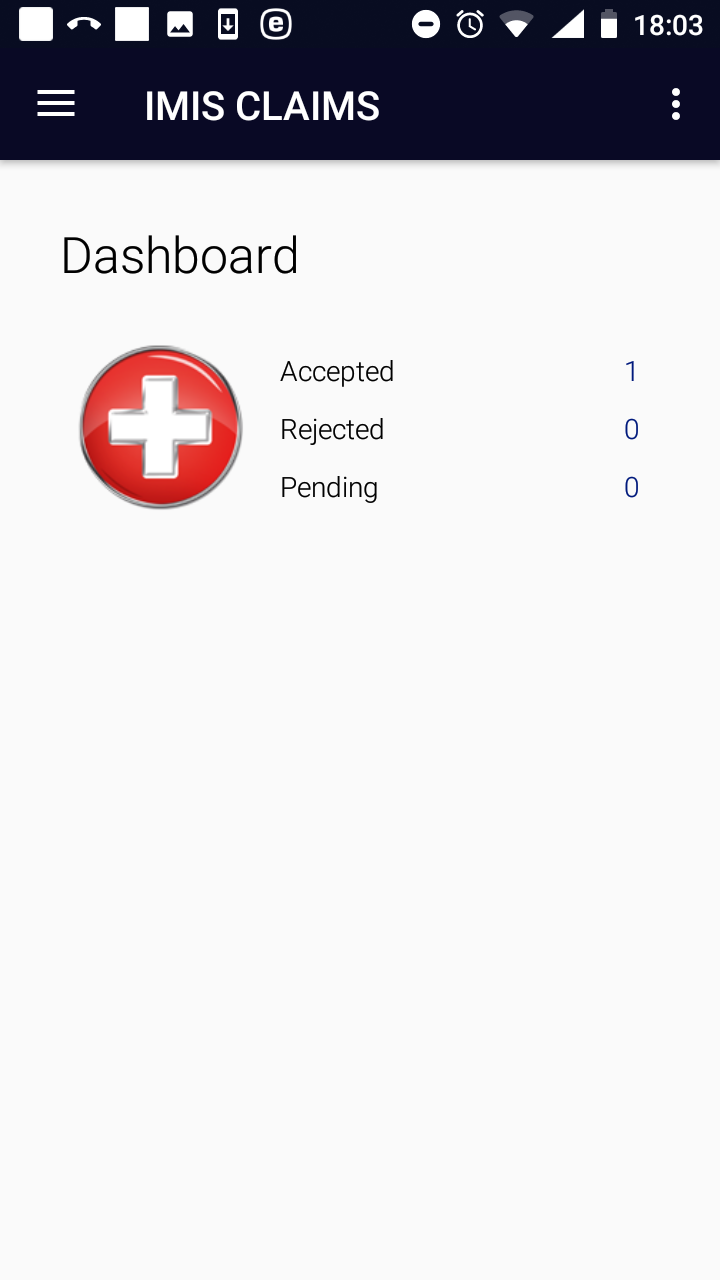 18:03
IMIS CLAIMS
Dashboard
Accepted 1
Rejected 0
Pending 0